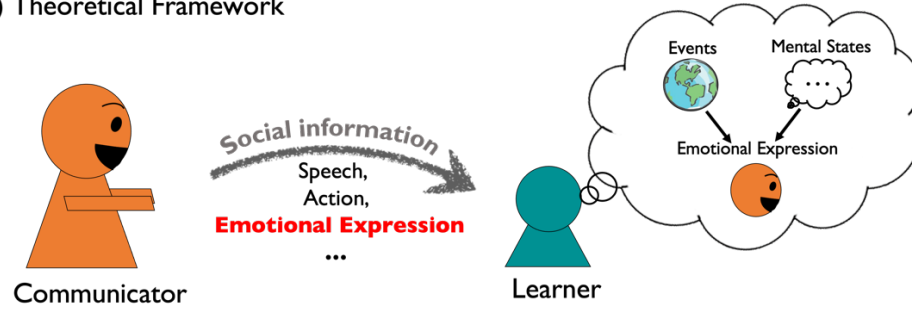 ) Theoretical Framework
Events
Mental States
...
Emotional Expression
Social information
Speech,
Action,
Emotional Expression
...
Communicator
Learner